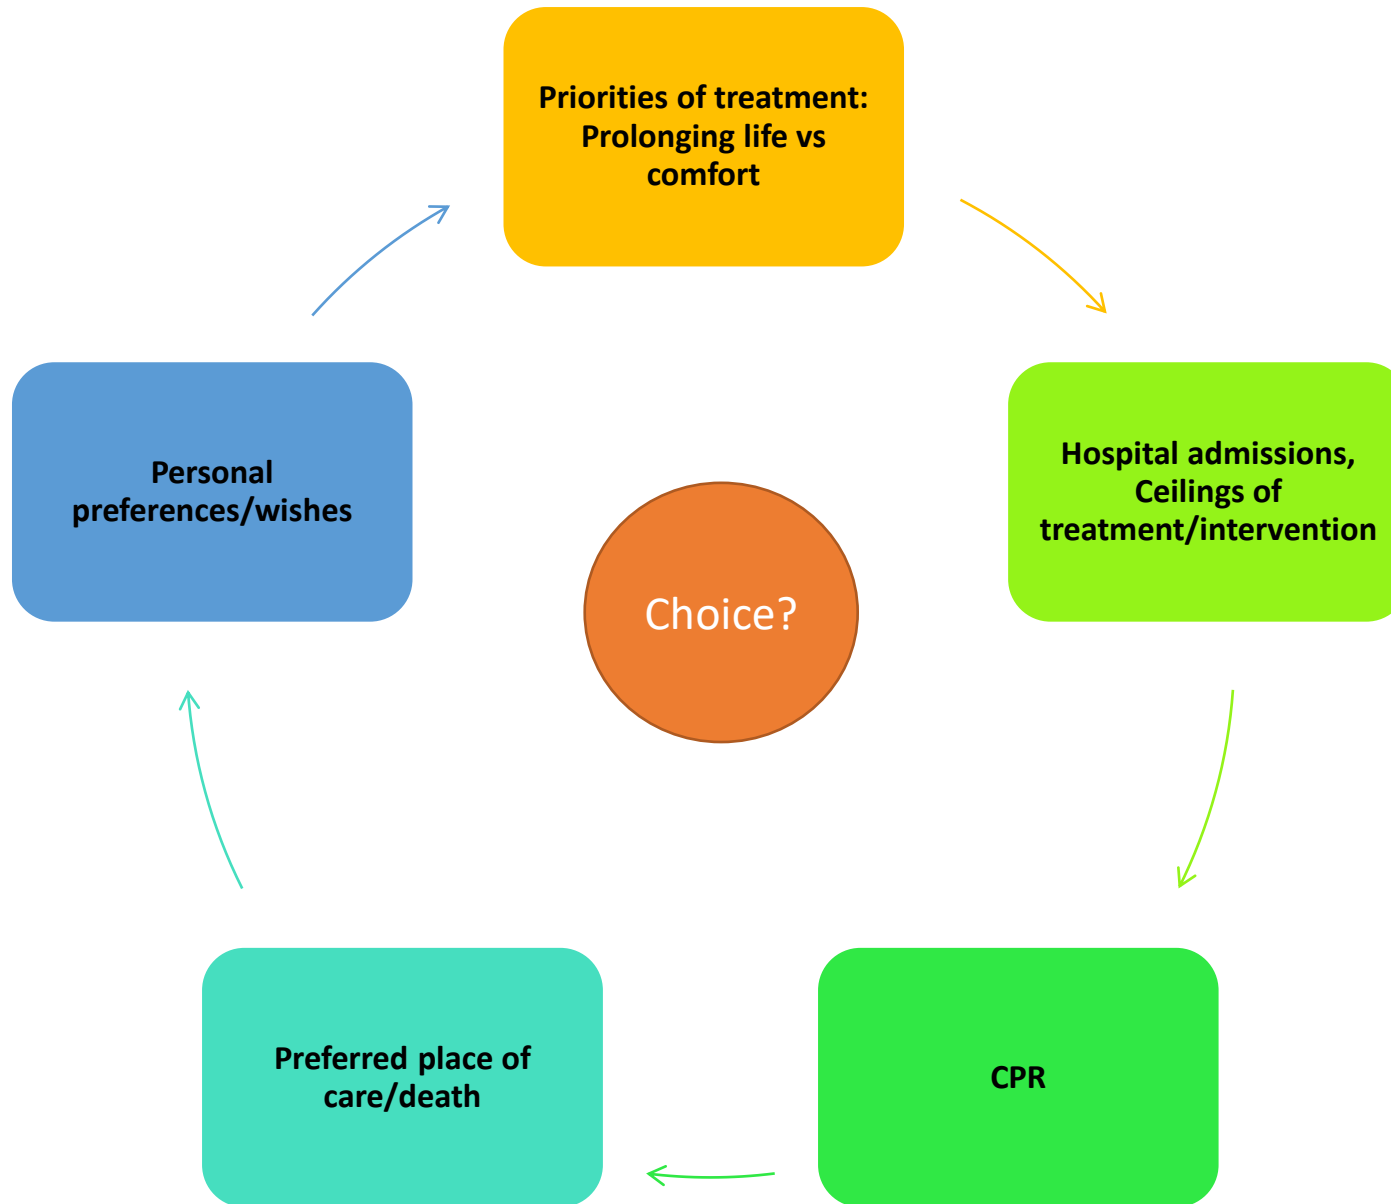 Priorities of treatment:
Prolonging life vs
comfort
Hospital admissions,
Ceilings of
treatment/intervention
CPR
Preferred place of
care/death
Personal
preferences/wishes
Choice?